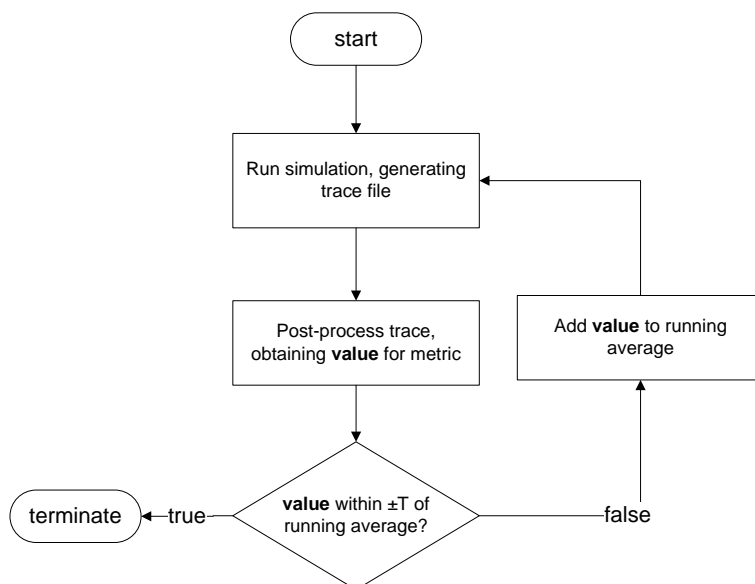 start
Run simulation, generating
trace file
Post-process trace,
obtaining value for metric
Add value to running
average
value within ±T of
running average?
true
terminate
false